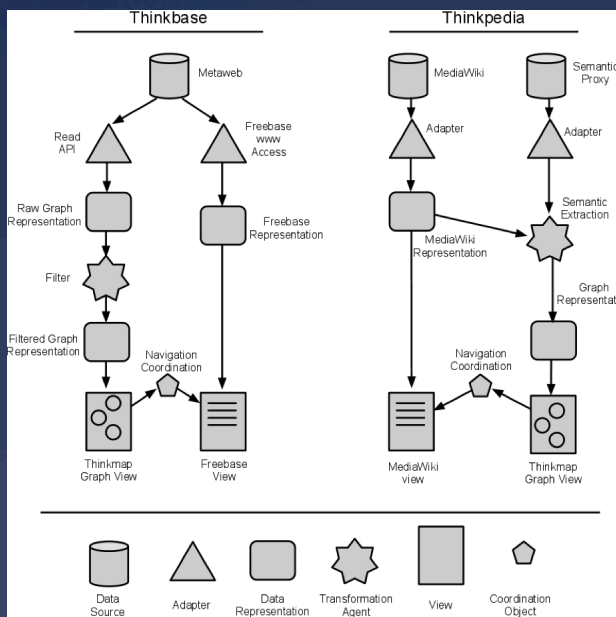 Thinkbase
Thinkpedia
Metaweb
MediaWiki
Semantic
Proxy
Read
API
Freebase
www
Access
Adapter
Adapter
Raw Graph
Representation
Freebase
Representation
MediaWiki
Representation
Semantic
Extraction
Filter
Graph
Representat
Filtered Graph
Representation
Navigation
Coordination
Navigation
Coordination
Thinkmap
Graph View
Freebase
View
MediaWiki
view
Thinkmap
Graph View
Data
Source
Adapter
Data
Representation
Transformation
Agent
View
Coordination
Object